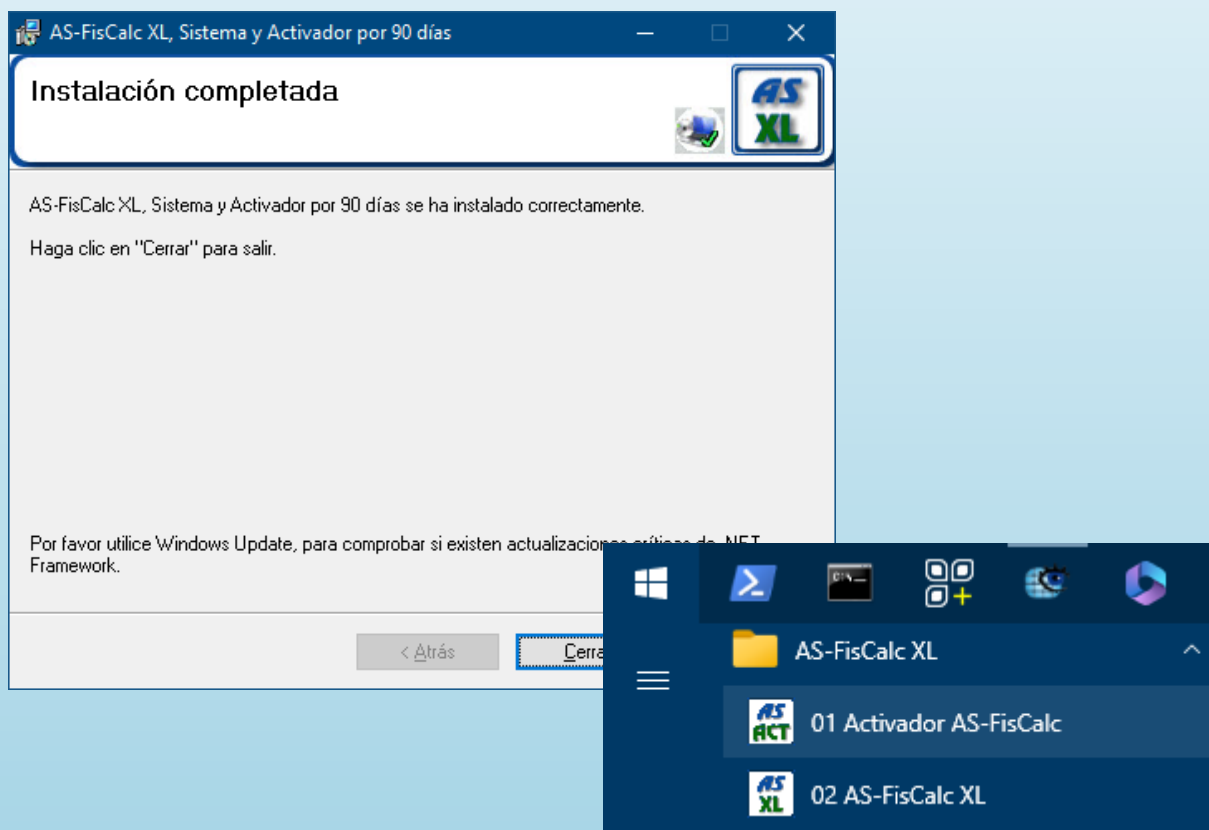 AS-FisCalc XL, Sistema y Activador por 90 días
Instalación completada
AS
XL
AS-FisCalc XL, Sistema y Activador por 90 días se ha instalado correctamente.
Haga clic en "Cerrar" para salir.
Por favor utilice Windows Update, para comprobar si existen
Framework.
< Atrás
AS-FisCalc XL
AS
ACT
01 Activador AS-FisCalc
AS
XL
02 AS-FisCalc XL